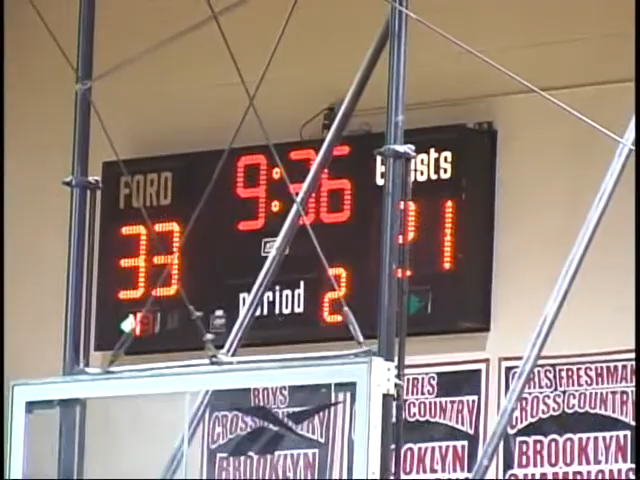 FORD
9:36
Guests
33
21
period 2
BOYS
CROSS COUNTRY
BROOKLYN
GIRLS
COUNTRY
BROOKLYN
GIRLS FRESHMAN
CROSS COUNTRY
BROOKLYN
CHAMPIONS